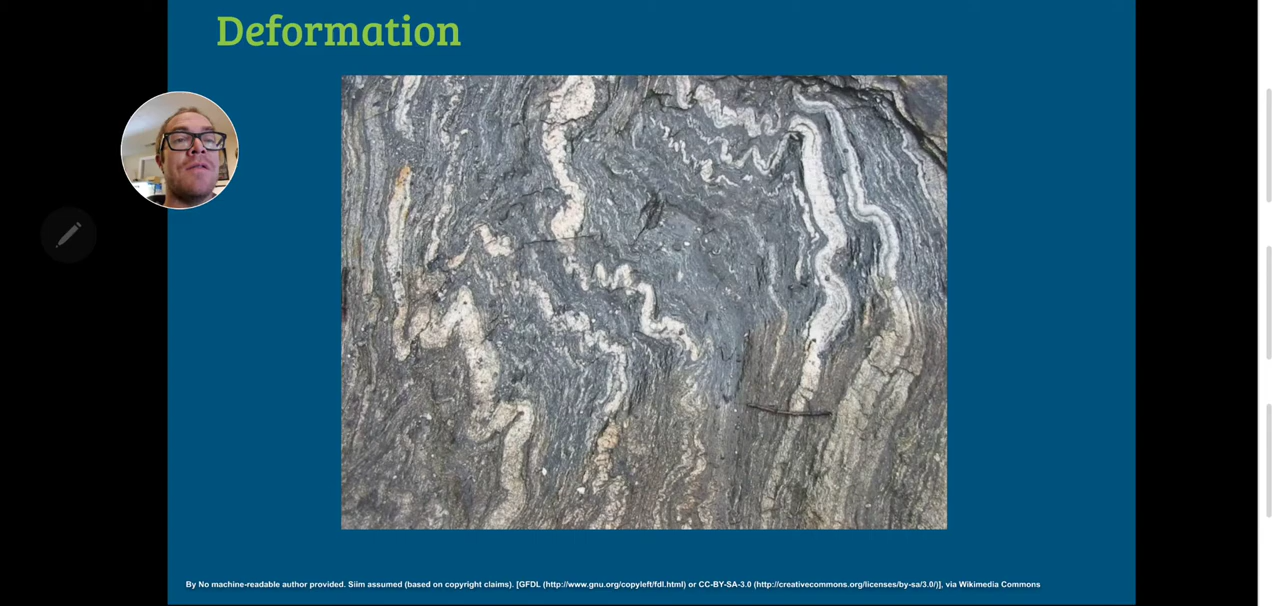 Deformation
By No machine-readable author provided. Siim assumed (based on copyright claims). [GFDL (http://www.gnu.org/copyleft/fdl.html) or CC-BY-SA-3.0 (http://creativecommons.org/licenses/by-sa/3.0/)], via Wikimedia Commons